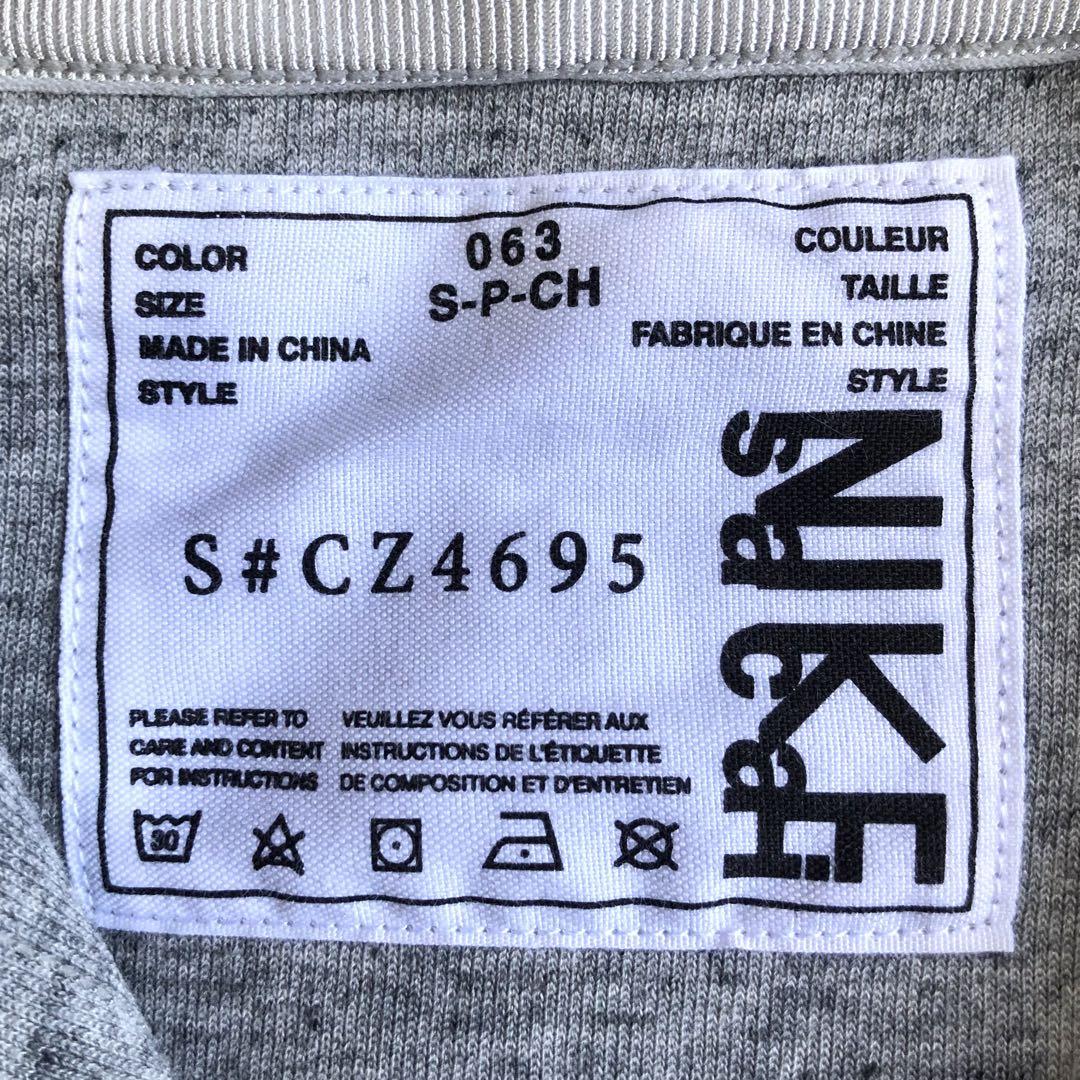 COLOR 063 COULEUR
SIZE S-P-CH TAILLE
MADE IN CHINA FABRIQUE EN CHINE
STYLE STYLE
S#CZ4695
NIKE
sacai
PLEASE REFER TO
CARE AND CONTENT
FOR INSTRUCTIONS
VEUILLEZ VOUS RÉFÉRER AUX
INSTRUCTIONS DE L'ÉTIQUETTE
DE COMPOSITION ET D'ENTRETIEN
30